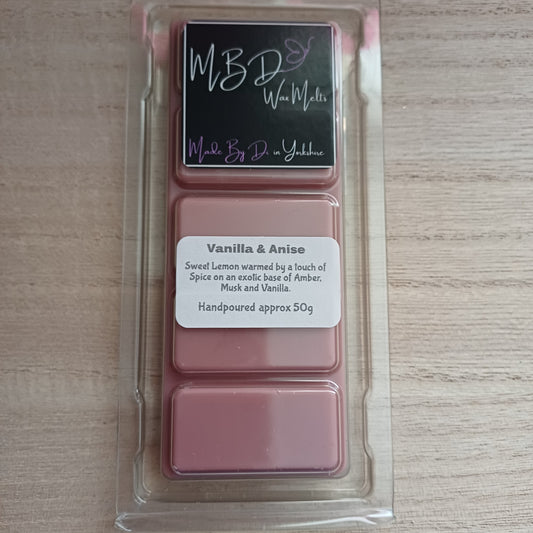 MBD
Wax Melts
Made By Di in Yorkshire
Vanilla & Anise
Sweet Lemon warmed by a touch of
Spice on an exotic base of Amber,
Musk and Vanilla.
Handpoured approx 50g